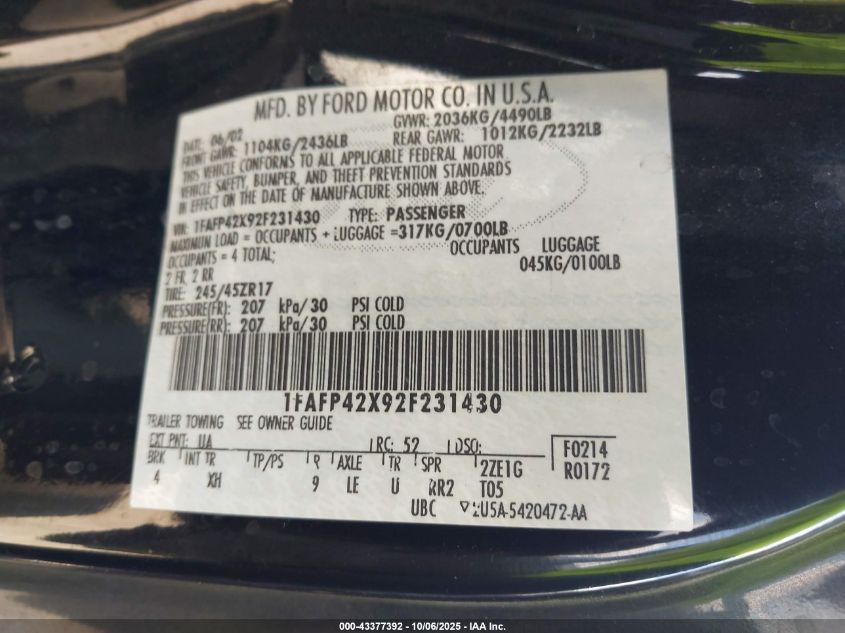 MFD. BY FORD MOTOR CO. IN U.S.A.
DATE: 06/02 GVWR: 2036KG/4490LB
FRONT GAWR: 1104KG/2436LB REAR GAWR: 1012KG/2232LB
THIS VEHICLE CONFORMS TO ALL APPLICABLE FEDERAL MOTOR
VEHICLE SAFETY, BUMPER, AND THEFT PREVENTION STANDARDS
IN EFFECT ON THE DATE OF MANUFACTURE SHOWN ABOVE.
VIN: 1FAFP42X92F231430 TYPE: PASSENGER
MAXIMUM LOAD = OCCUPANTS + LUGGAGE =317KG/0700LB
OCCUPANTS = 4 TOTAL; OCCUPANTS LUGGAGE
2 FR, 2 RR 045KG/0100LB
TIRE: 245/45ZR17
PRESSURE(FR): 207 kPa/30 PSI COLD
PRESSURE(RR): 207 kPa/30 PSI COLD
1FAFP42X92F231430
TRAILER TOWING SEE OWNER GUIDE
EXT PNT: UA RC: 52 DSO: F0214
BRK INT TR TP/PS R AXLE TR SPR 2ZE1G R0172
4 XH 9 LE U RR2 T05
UBC 2U5A-5420472-AA
000-43377392 - 10/06/2025 - IAA Inc.